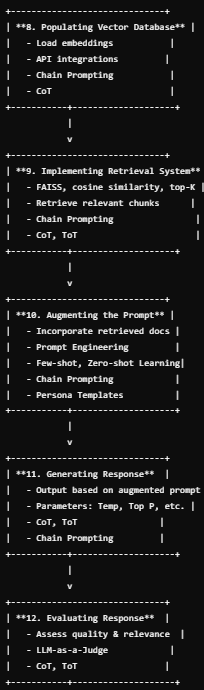 +-------------------------------+
| **8. Populating Vector Database** |
|   - Load embeddings            |
|   - API integrations          |
|   - Chain Prompting            |
|   - CoT                        |
+-----------+--------------------+
            |
            v
+-------------------------------+
| **9. Implementing Retrieval System**
|   - FAISS, cosine similarity, top-K |
|   - Retrieve relevant chunks      |
|   - Chain Prompting                |
|   - CoT, ToT                       |
+-----------+--------------------+
            |
            v
+-------------------------------+
| **10. Augmenting the Prompt** |
|   - Incorporate retrieved docs |
|   - Prompt Engineering         |
|   - Few-shot, Zero-shot Learning|
|   - Chain Prompting            |
|   - Persona Templates          |
+-----------+--------------------+
            |
            v
+-------------------------------+
| **11. Generating Response**  |
|   - Output based on augmented prompt
|   - Parameters: Temp, Top P, etc. |
|   - CoT, ToT                 |
|   - Chain Prompting           |
+-----------+--------------------+
            |
            v
+-------------------------------+
| **12. Evaluating Response**  |
|   - Assess quality & relevance  |
|   - LLM-as-a-Judge            |
|   - CoT, ToT                 |
+-----------+--------------------+